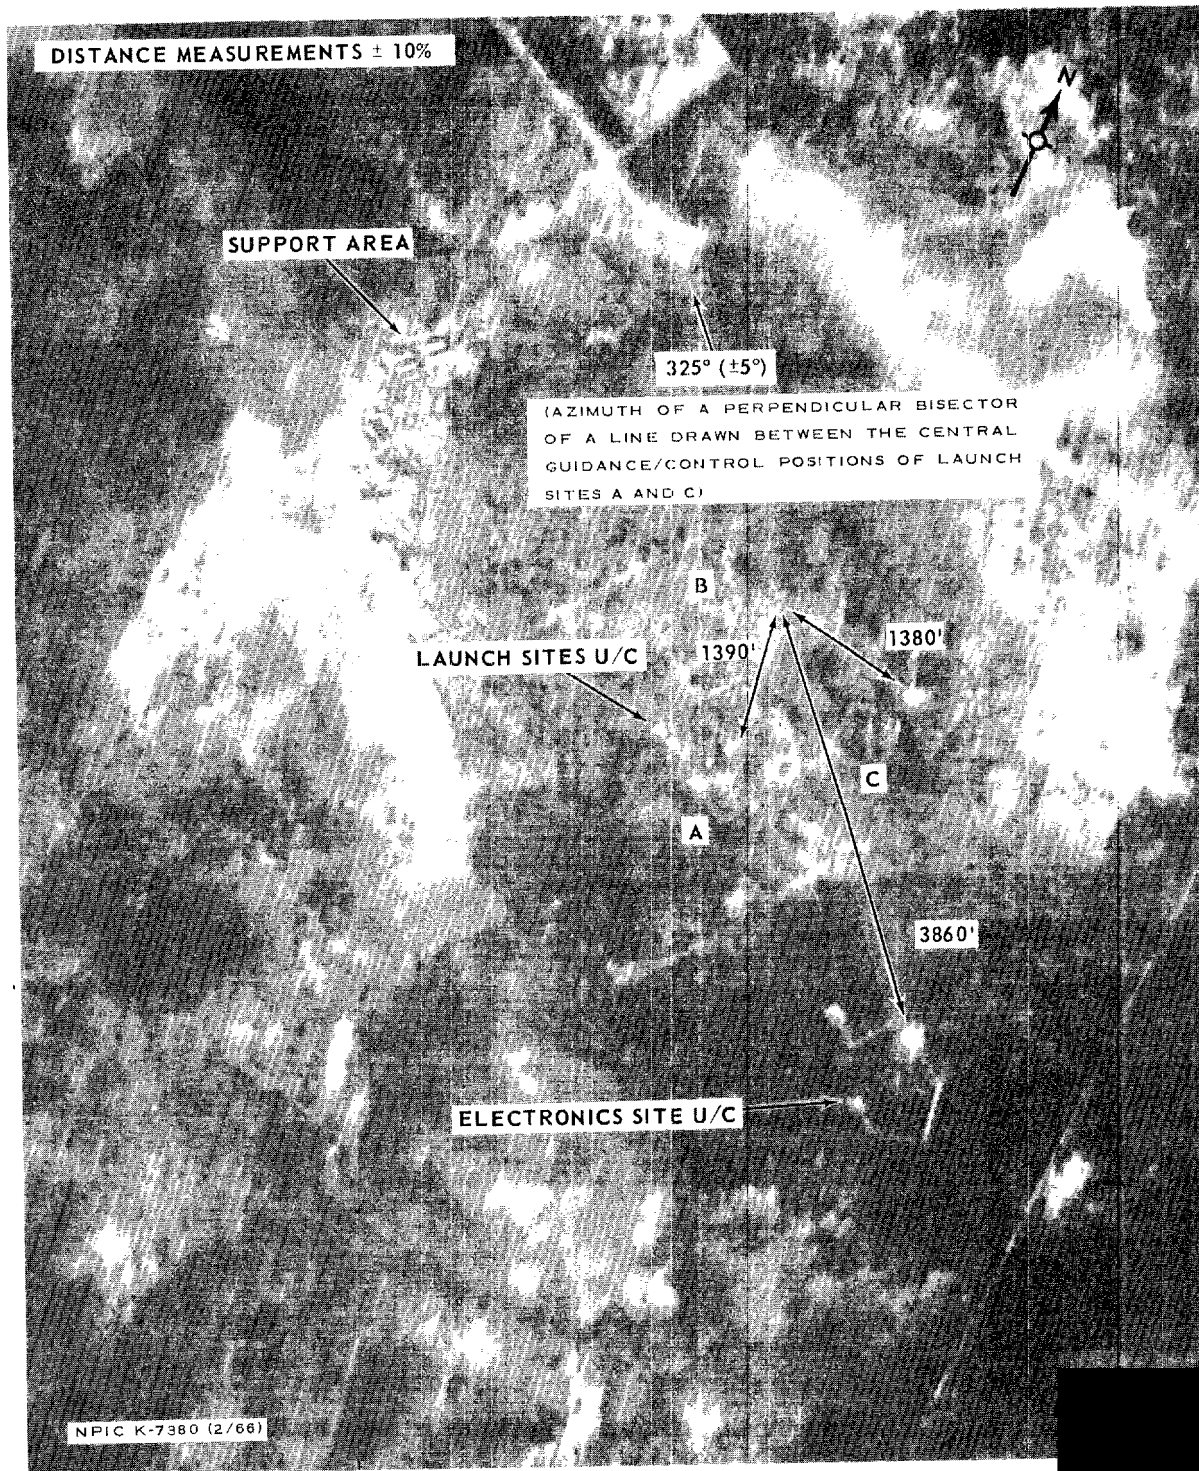 DISTANCE MEASUREMENTS ± 10%
N
SUPPORT AREA
325° (±5°)
(AZIMUTH OF A PERPENDICULAR BISECTOR
OF A LINE DRAWN BETWEEN THE CENTRAL
GUIDANCE/CONTROL POSITIONS OF LAUNCH
SITES A AND C)
B
1380'
1390'
LAUNCH SITES U/C
C
A
3860'
ELECTRONICS SITE U/C
NPIC K-7380 (2/66)